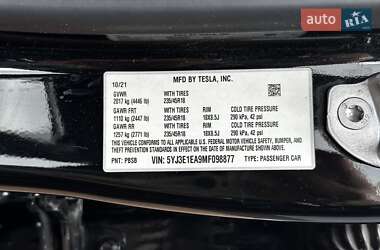 auto RIA.com
MFD BY TESLA, INC.
10/21
GVWR WITH TIRES
2017 kg (4446 lb) 235/45R18
GAWR FRT WITH TIRES RIM COLD TIRE PRESSURE
1110 kg (2447 lb) 235/45R18 18X8.5J 290 kPa, 42 psi
GAWR RR WITH TIRES RIM COLD TIRE PRESSURE
1257 kg (2771 lb) 235/45R18 18X8.5J 290 kPa, 42 psi
THIS VEHICLE CONFORMS TO ALL APPLICABLE
FEDERAL MOTOR VEHICLE SAFETY, BUMPER, AND
THEFT PREVENTION STANDARDS IN EFFECT ON THE
DATE OF MANUFACTURE SHOWN ABOVE.
PNT: PBSB VIN: 5YJ3E1EA9MF098877 TYPE: PASSENGER CAR